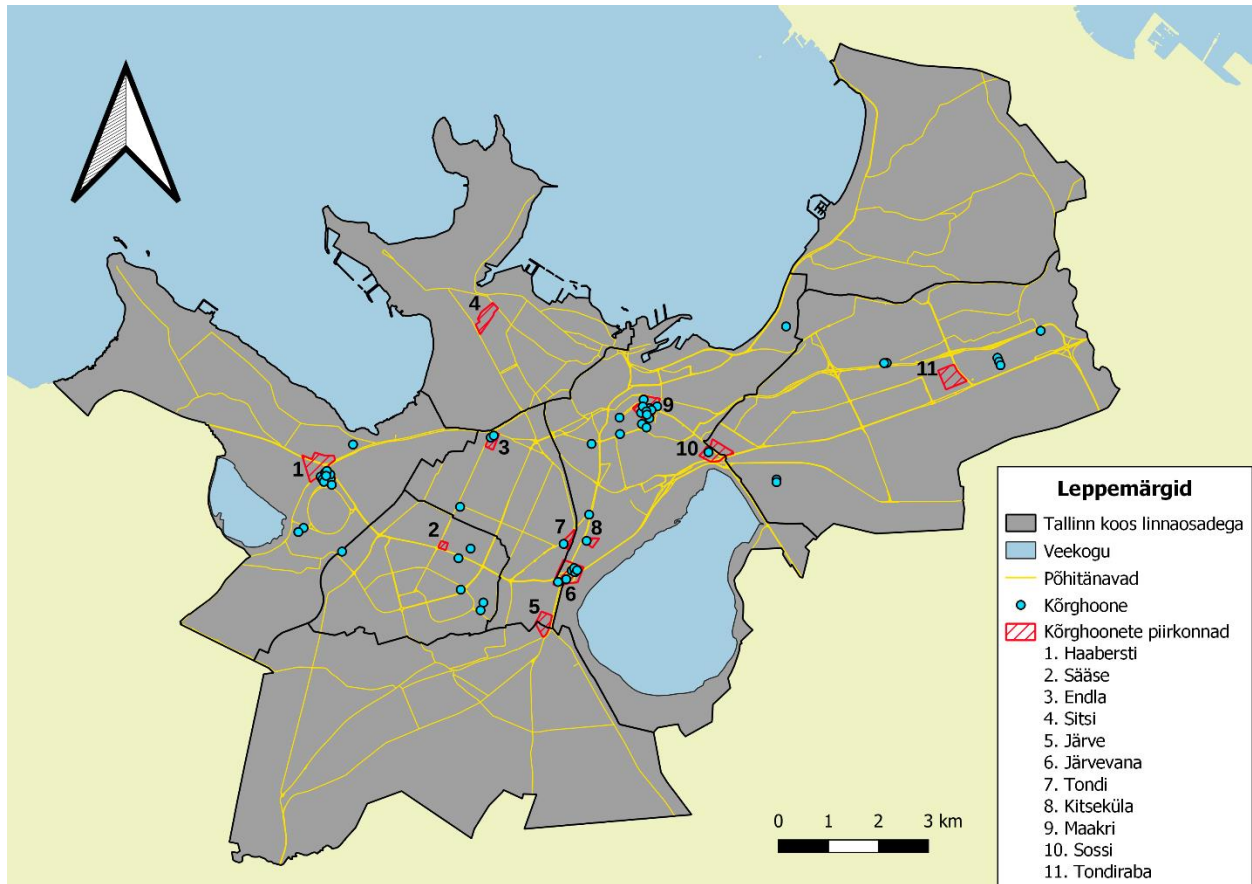 4
11
9
3
10
1
2
7
8
6
5
0 1 2 3 km
Leppemärgid
Tallinn koos linnaosadega
Veekogu
Põhitänavad
Kõrghoone
Kõrghoonete piirkonnad
1. Haabersti
2. Sääse
3. Endla
4. Sitsi
5. Järve
6. Järvevana
7. Tondi
8. Kitseküla
9. Maakri
10. Sossi
11. Tondiraba